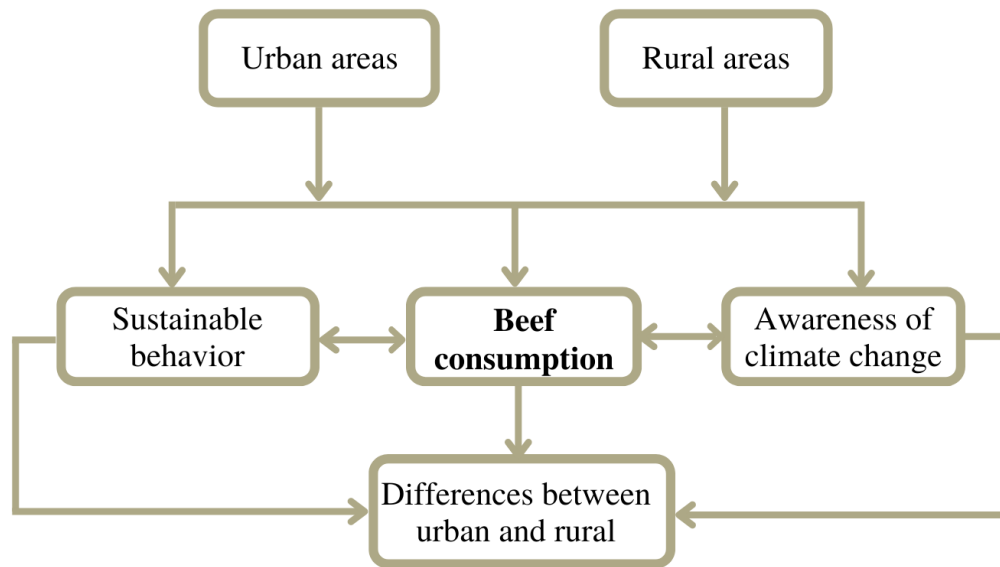 Urban areas
Rural areas
Sustainable
behavior
Beef
consumption
Awareness of
climate change
Differences between
urban and rural